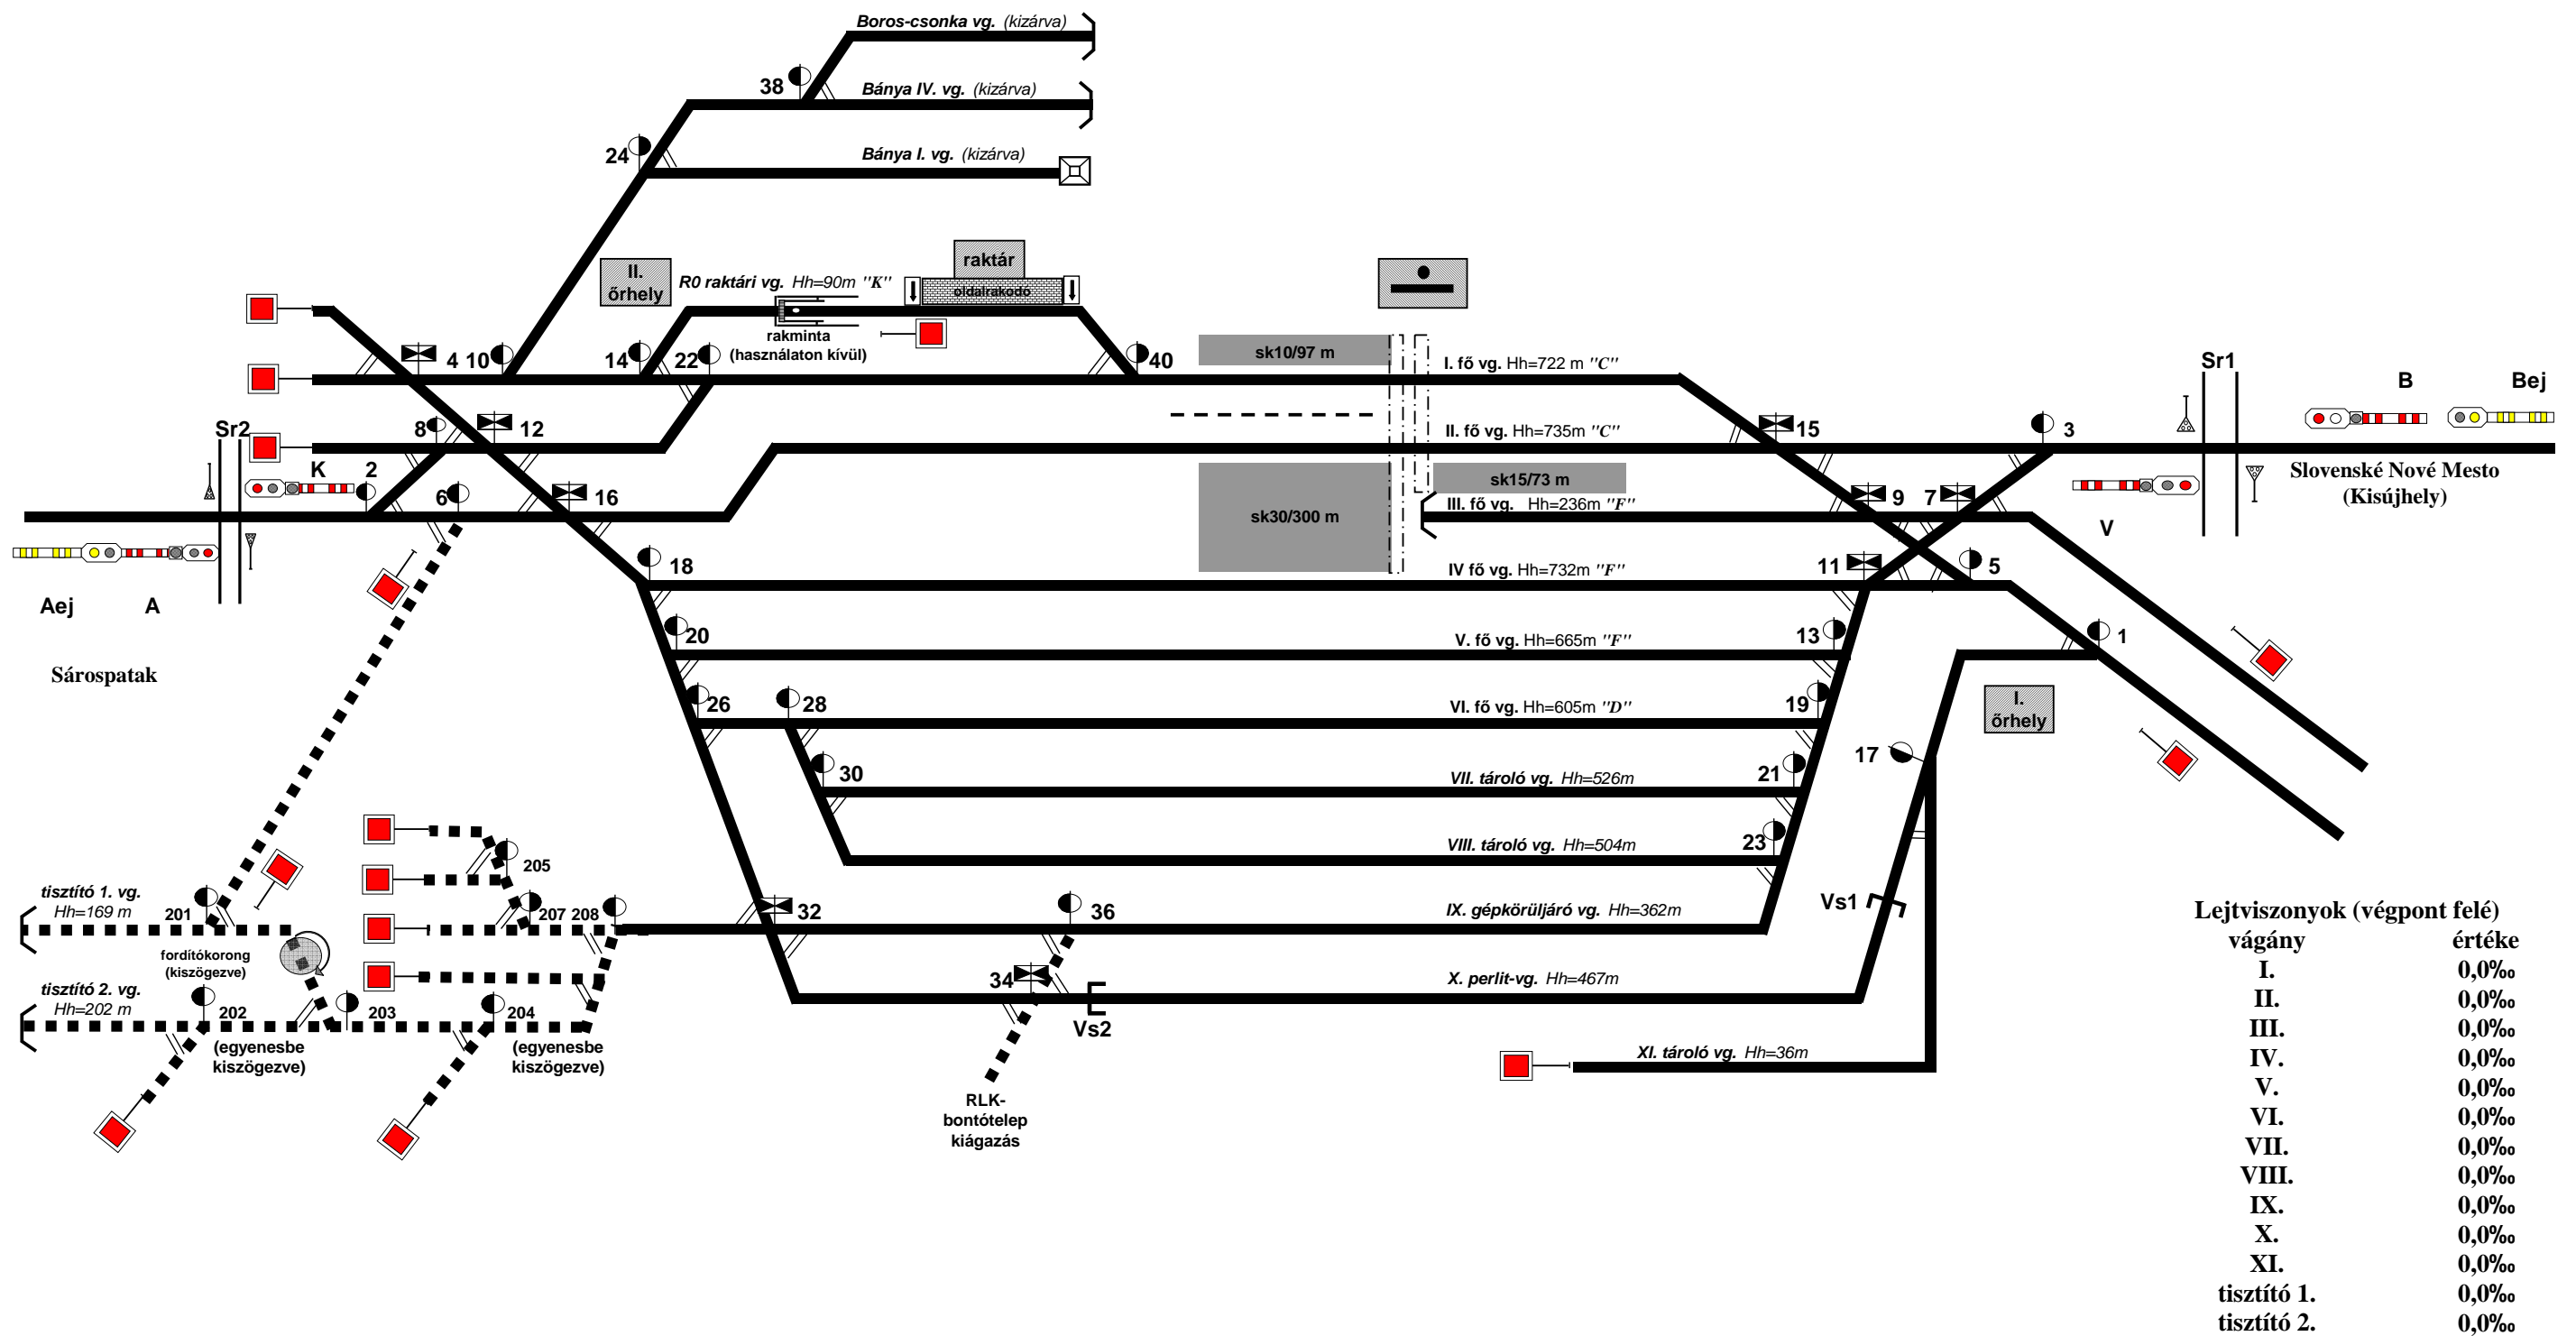 Boros-csonka vg. (kizárva)
38
Bánya IV. vg. (kizárva)
24
Bánya I. vg. (kizárva)
II.
őrhely
R0 raktári vg. Hh=90m "K"
raktár
oldalrakodó
rakminta
(használaton kívül)
4
10
14
22
40
sk10/97 m
I. fő vg. Hh=722 m "C"
Sr1
B
Bej
Sr2
8
12
II. fő vg. Hh=735m "C"
15
3
K
2
6
16
sk15/73 m
Slovenské Nové Mesto
(Kisújhely)
sk30/300 m
III. fő vg. Hh=236m "F"
9
7
V
Aej
A
18
IV fő vg. Hh=732m "F"
11
5
20
V. fő vg. Hh=665m "F"
13
1
Sárospatak
26
28
VI. fő vg. Hh=605m "D"
19
I.
őrhely
30
VII. tároló vg. Hh=526m
21
17
VIII. tároló vg. Hh=504m
23
205
tisztító 1. vg.
Hh=169 m
201
207
208
32
36
IX. gépkörüljáró vg. Hh=362m
Vs1
fordítókorong
(kiszögezve)
tisztító 2. vg.
Hh=202 m
202
203
204
34
X. perlit-vg. Hh=467m
Vs2
(egyenesbe
kiszögezve)
(egyenesbe
kiszögezve)
XI. tároló vg. Hh=36m
RLK-
bontótelep
kiágazás
Lejtviszonyok (végpont felé)
vágány értéke
I. 0,0‰
II. 0,0‰
III. 0,0‰
IV. 0,0‰
V. 0,0‰
VI. 0,0‰
VII. 0,0‰
VIII. 0,0‰
IX. 0,0‰
X. 0,0‰
XI. 0,0‰
tisztító 1. 0,0‰
tisztító 2. 0,0‰